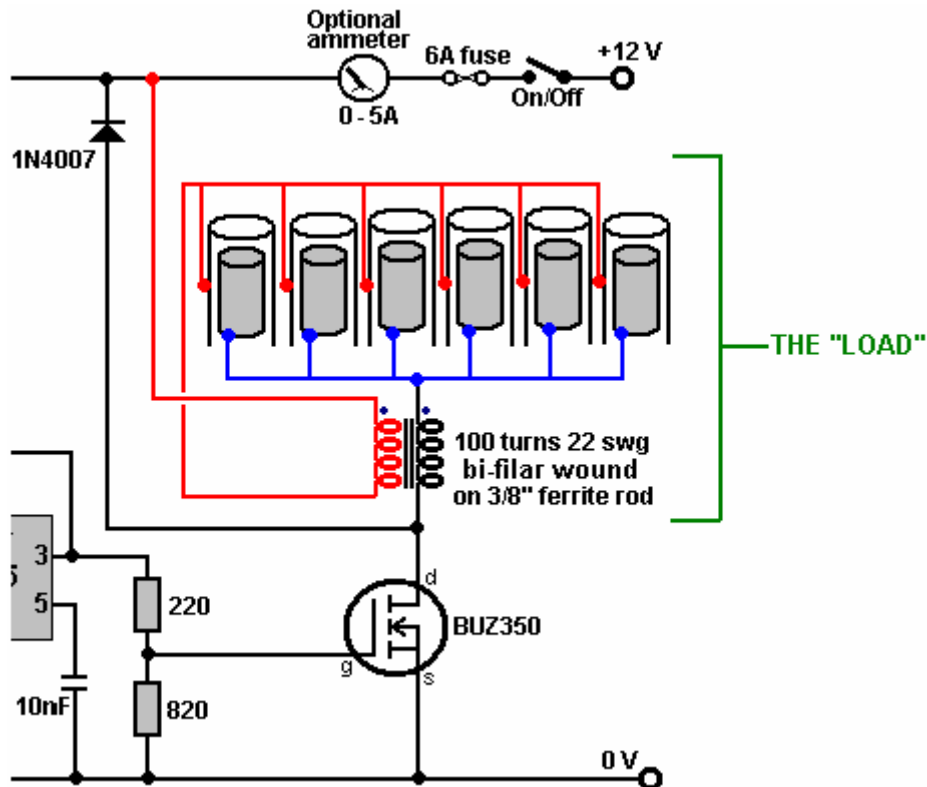 Optional
ammeter
6A fuse
+12 V
On/Off
0 - 5A
1N4007
THE "LOAD"
100 turns 22 swg
bi-filar wound
on 3/8" ferrite rod
3
5
220
d
BUZ350
g
s
10nF
820
0 V